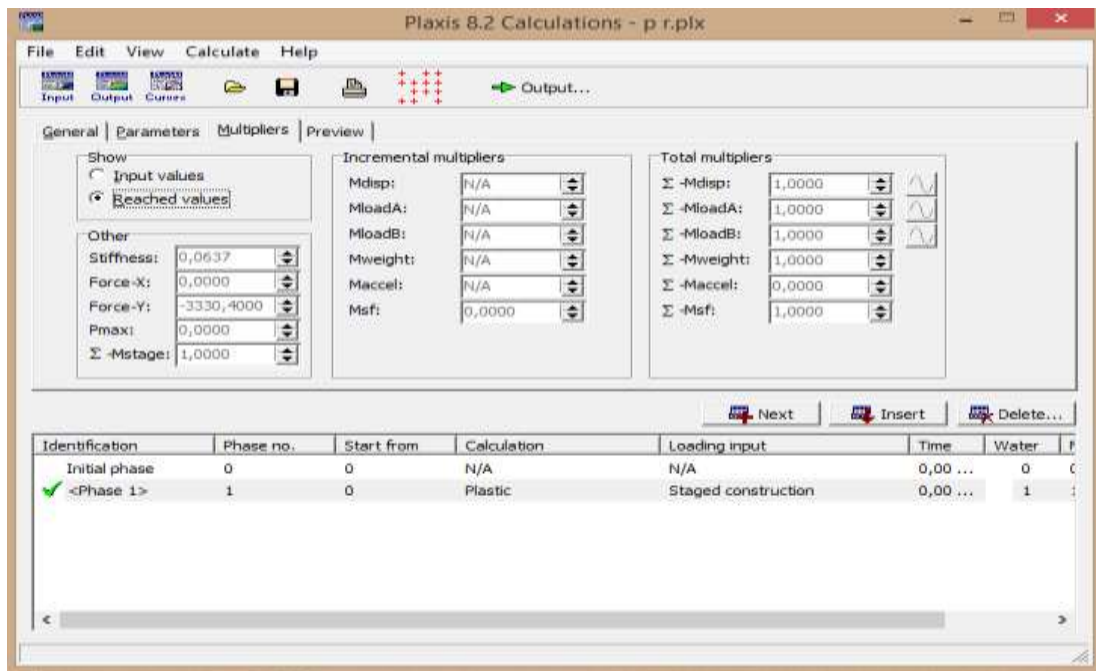 Plaxis 8.2 Calculations - p r.plx
File Edit View Calculate Help
Input Output Curves Output...
General Parameters Multipliers Preview
Show
Input values
Reached values
Other
Stiffness: 0,0637
Force-X: 0,0000
Force-Y: -3330,4000
Pmax: 0,0000
Σ -Mstage: 1,0000
Incremental multipliers
Mdisp: N/A
MloadA: N/A
MloadB: N/A
Mweight: N/A
Maccel: N/A
Msf: 0,0000
Total multipliers
Σ -Mdisp: 1,0000
Σ -MloadA: 1,0000
Σ -MloadB: 1,0000
Σ -Mweight: 1,0000
Σ -Maccel: 0,0000
Σ -Msf: 1,0000
Next Insert Delete...
Identification Phase no. Start from Calculation Loading input Time Water
Initial phase 0 0 N/A N/A 0,00 ... 0
<Phase 1> 1 0 Plastic Staged construction 0,00 ... 1